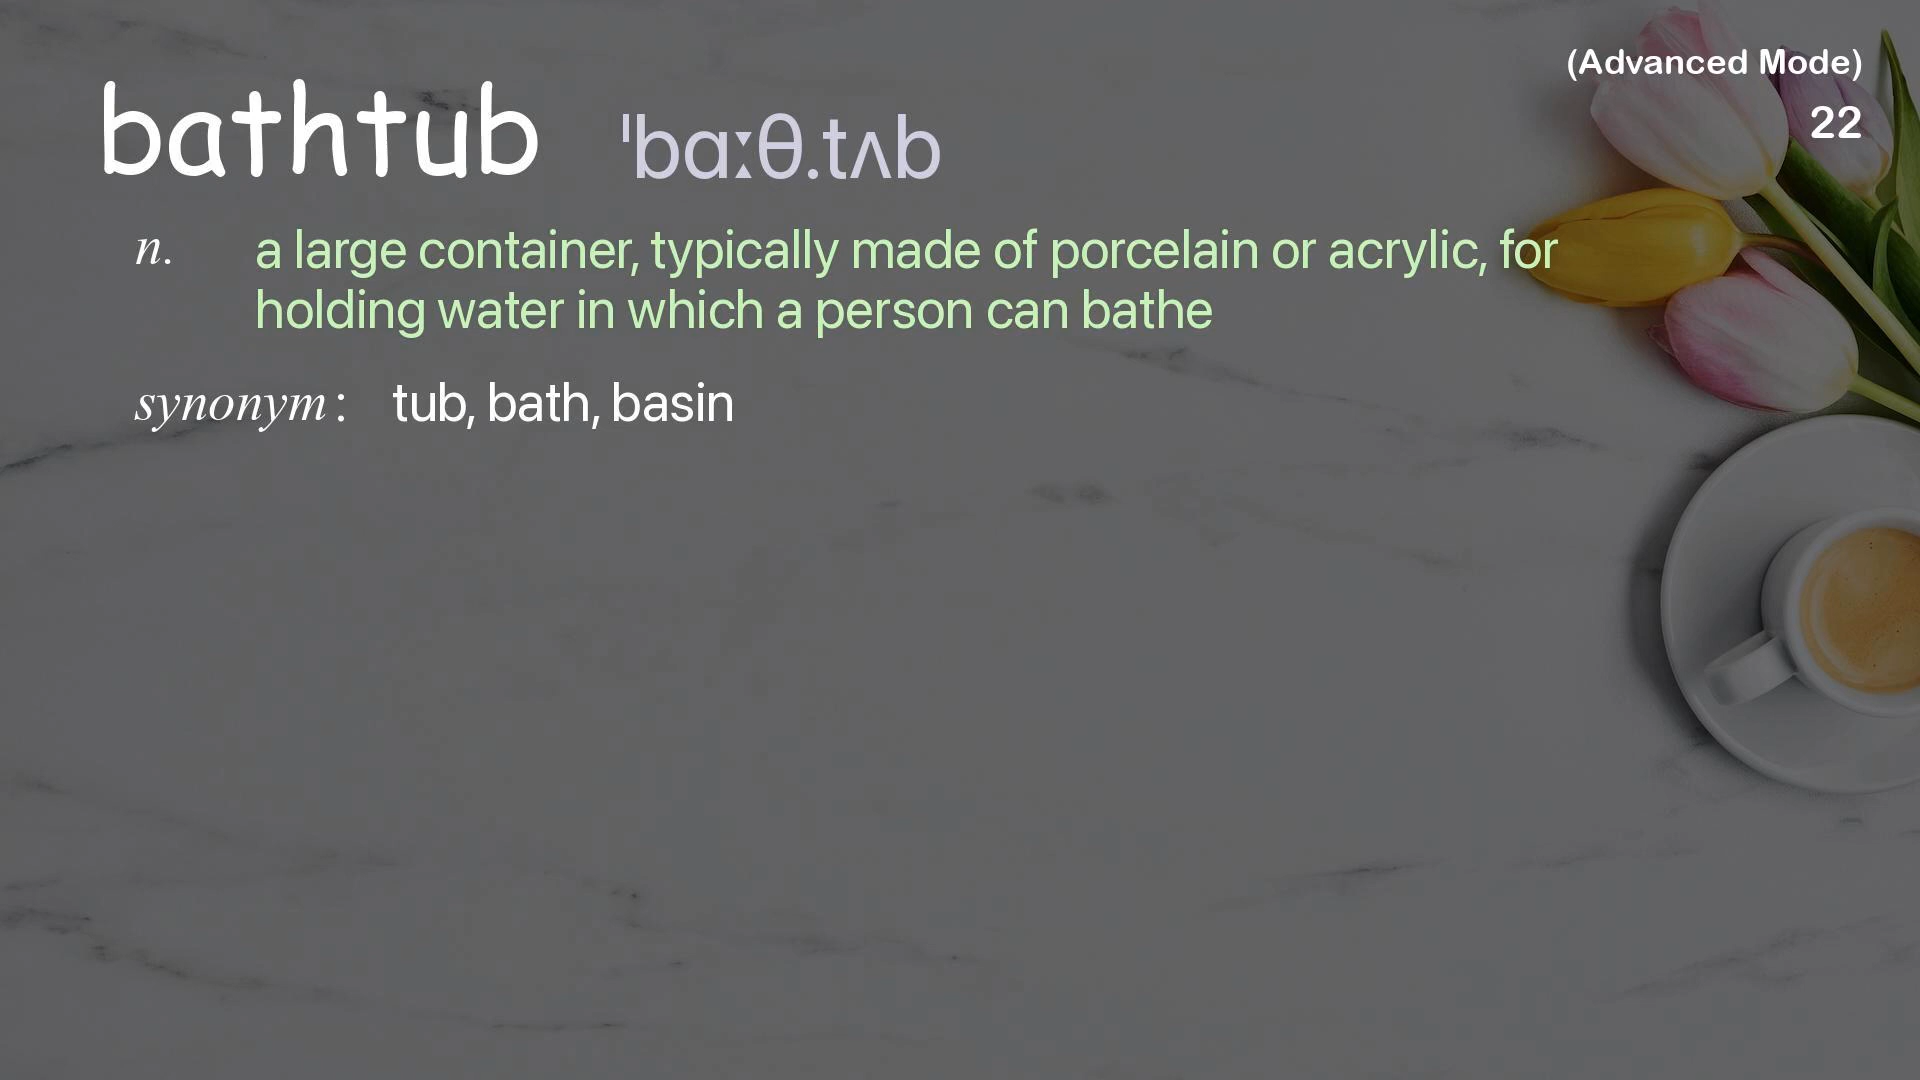 (Advanced Mode)
22
bathtub ˈbɑːθ.tʌb
n. a large container, typically made of porcelain or acrylic, for
holding water in which a person can bathe
synonym: tub, bath, basin